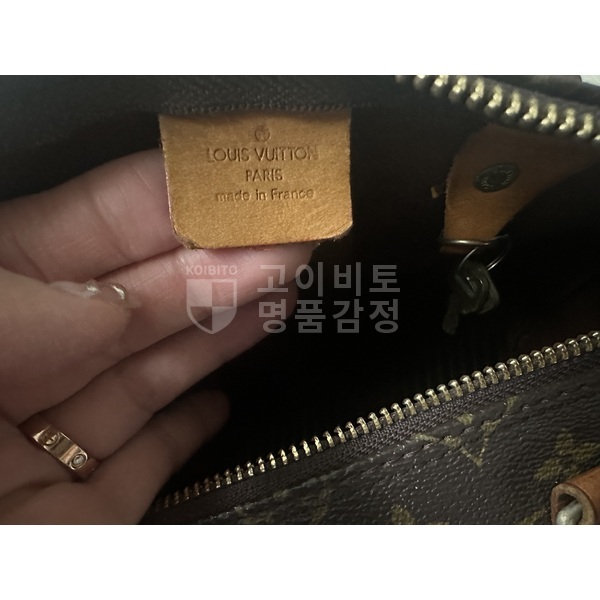 LOUIS VUITTON
PARIS
made in France
KOIBITO
고이비토
명품감정